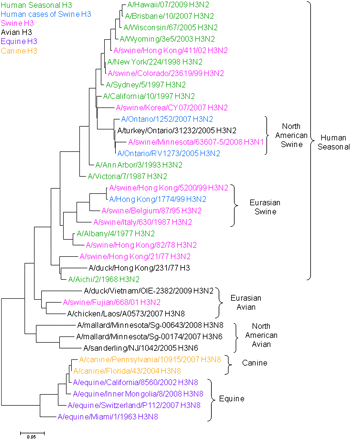 Human Seasonal H3
Human cases of Swine H3
Swine H3
Avian H3
Equine H3
Canine H3
A/Hawaii/07/2009 H3N2
A/Brisbane/10/2007 H3N2
A/Wisconsin/67/2005 H3N2
A/Wyoming/3e5/2003 H3N2
A/swine/Hong Kong/411/02 H3N2
A/New York/224/1998 H3N2
A/swine/Colorado/23619/99 H3N2
A/Sydney/5/1997 H3N2
A/California/10/1997 H3N2
A/swine/Korea/CY07/2007 H3N2
A/Ontario/1252/2007 H3N2
A/turkey/Ontario/31232/2005 H3N2
A/swine/Minnesota/63607-5/2008 H3N1
A/Ontario/RV1273/2005 H3N2
North
American
Swine
Human
Seasonal
A/Ann Arbor/3/1993 H3N2
A/Victoria/7/1987 H3N2
A/swine/Hong Kong/5200/99 H3N2
A/Hong Kong/1774/99 H3N2
A/swine/Belgium/87/95 H3N2
A/swine/Italy/630/1987 H3N2
Eurasian
Swine
A/Albany/4/1977 H3N2
A/swine/Hong Kong/82/78 H3N2
A/swine/Hong Kong/21/77 H3N2
A/duck/Hong Kong/231/77 H3
A/Aichi/2/1968 H3N2
A/duck/Vietnam/OIE-2382/2009 H3N2
A/swine/Fujian/668/01 H3N2
A/chicken/Laos/A0573/2007 H3N8
Eurasian
Avian
A/mallard/Minnesota/Sg-00643/2008 H3N8
A/mallard/Minnesota/Sg-00174/2007 H3N6
A/sanderling/NJ/1042/2005 H3N6
North
American
Avian
A/canine/Pennsylvania/10915/2007 H3N8
A/canine/Florida/43/2004 H3N8
Canine
A/equine/California/8560/2002 H3N8
A/equine/Inner Mongolia/8/2008 H3N8
A/equine/Switzerland/P112/2007 H3N8
A/equine/Miami/1/1963 H3N8
Equine
0.05